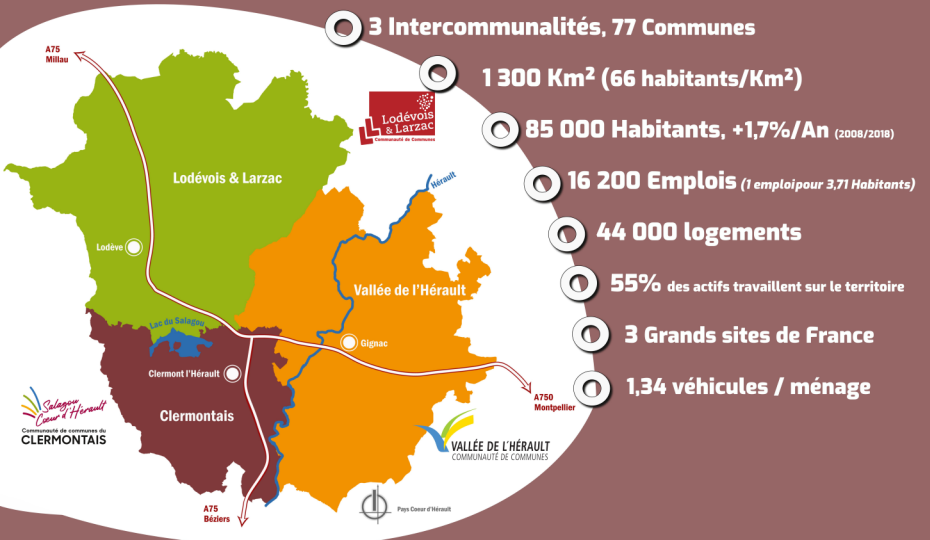 3 Intercommunalités, 77 Communes
1 300 Km² (66 habitants/Km²)
85 000 Habitants, +1,7%/An (2008/2018)
16 200 Emplois (1 emploi pour 3,71 Habitants)
44 000 logements
55% des actifs travaillent sur le territoire
3 Grands sites de France
1,34 véhicules / ménage
A75
Millau
Lodévois
& Larzac
Communauté de Communes
Lodévois & Larzac
Hérault
Lodève
Vallée de l'Hérault
Lac du Salagou
Gignac
Clermont l'Hérault
Clermontais
A750
Montpellier
Salagou
Cœur d'Hérault
Communauté de communes du
CLERMONTAIS
VALLÉE DE L'HÉRAULT
COMMUNAUTÉ DE COMMUNES
A75
Béziers
Pays Coeur d'Hérault